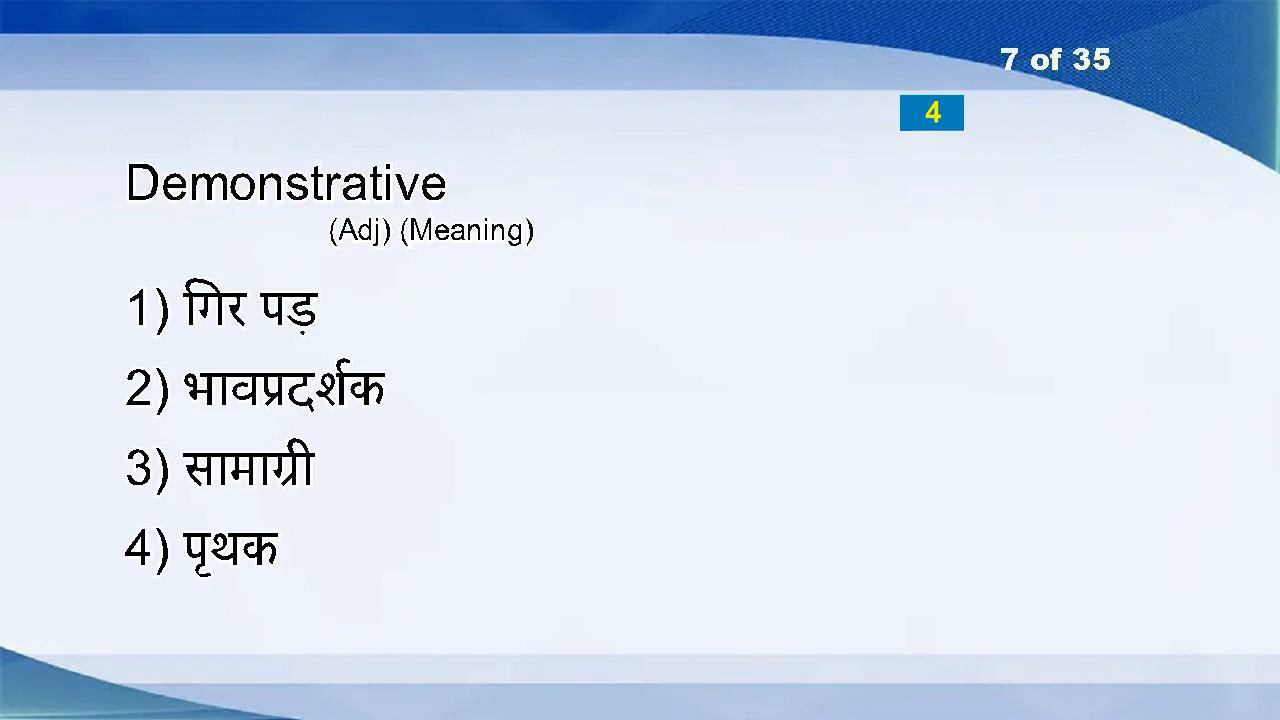 7 of 35
4
Demonstrative
(Adj) (Meaning)
1) गिर पड़
2) भावप्रदर्शक
3) सामाग्री
4) पृथक